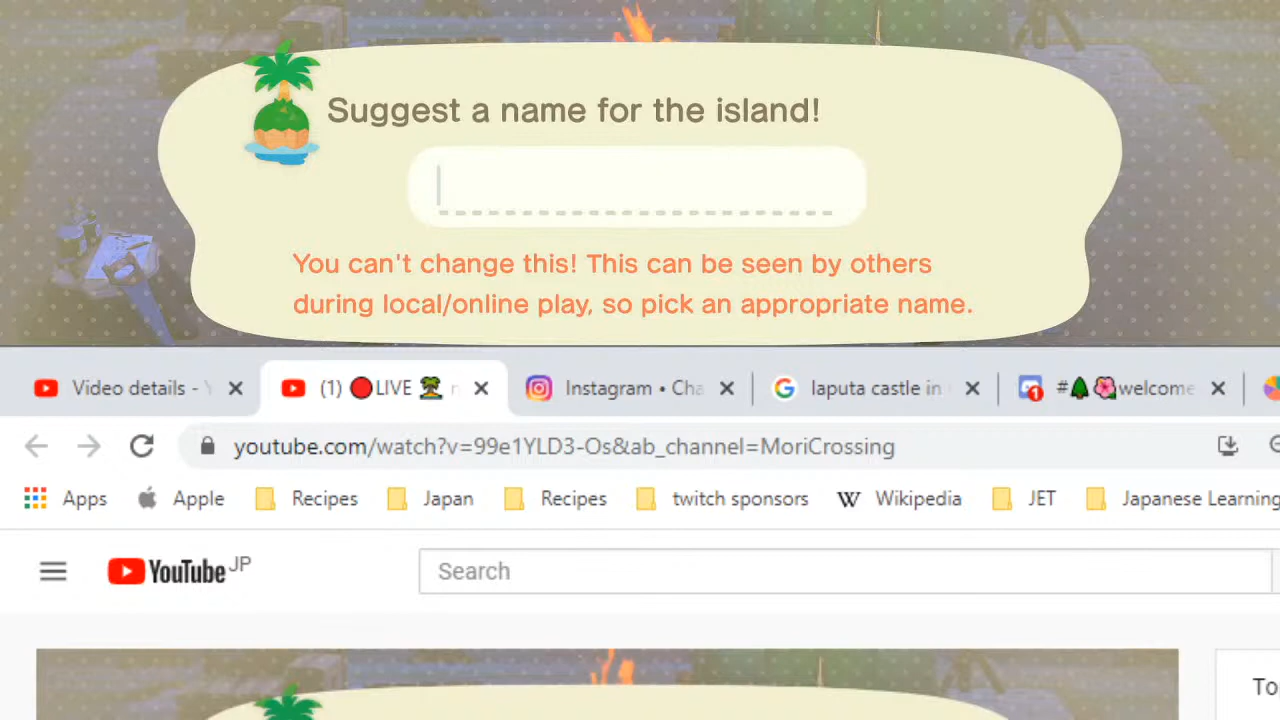 Suggest a name for the island!
You can't change this! This can be seen by others
during local/online play, so pick an appropriate name.
Video details - Y
(1) 🔴LIVE 🏝 n
Instagram • Cha
laputa castle in
#🌲🌺welcome
youtube.com/watch?v=99e1YLD3-Os&ab_channel=MoriCrossing
Apps
Apple
Recipes
Japan
Recipes
twitch sponsors
W Wikipedia
JET
Japanese Learning
YouTube JP
Search
To